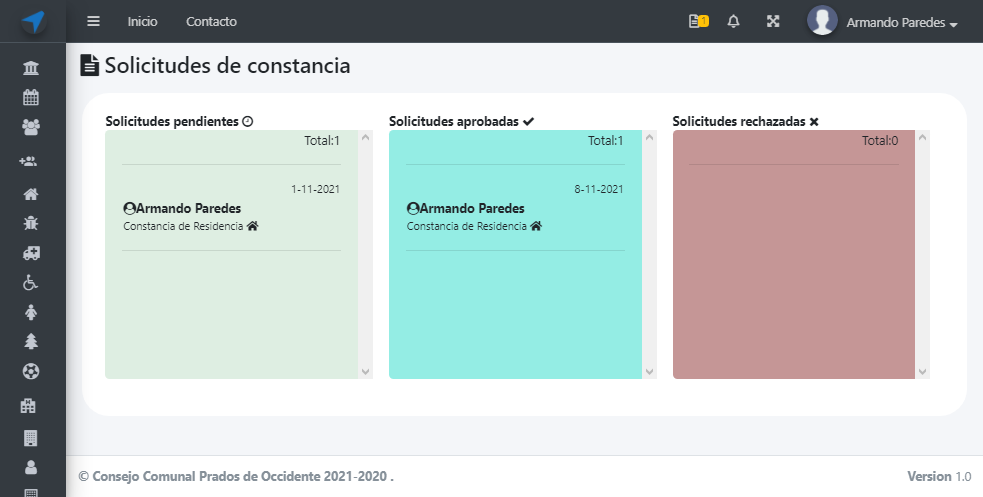 Inicio Contacto 1 Armando Paredes
Solicitudes de constancia
Solicitudes pendientes
Total:1
1-11-2021
Armando Paredes
Constancia de Residencia
Solicitudes aprobadas
Total:1
8-11-2021
Armando Paredes
Constancia de Residencia
Solicitudes rechazadas
Total:0
© Consejo Comunal Prados de Occidente 2021-2020 . Version 1.0